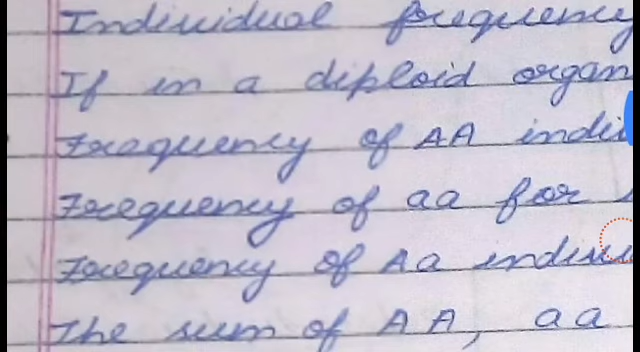 Individual frequency
If in a diploid organ
Frequency of AA indi
Frequency of aa for
Frequency of Aa indivi
The sum of AA, aa